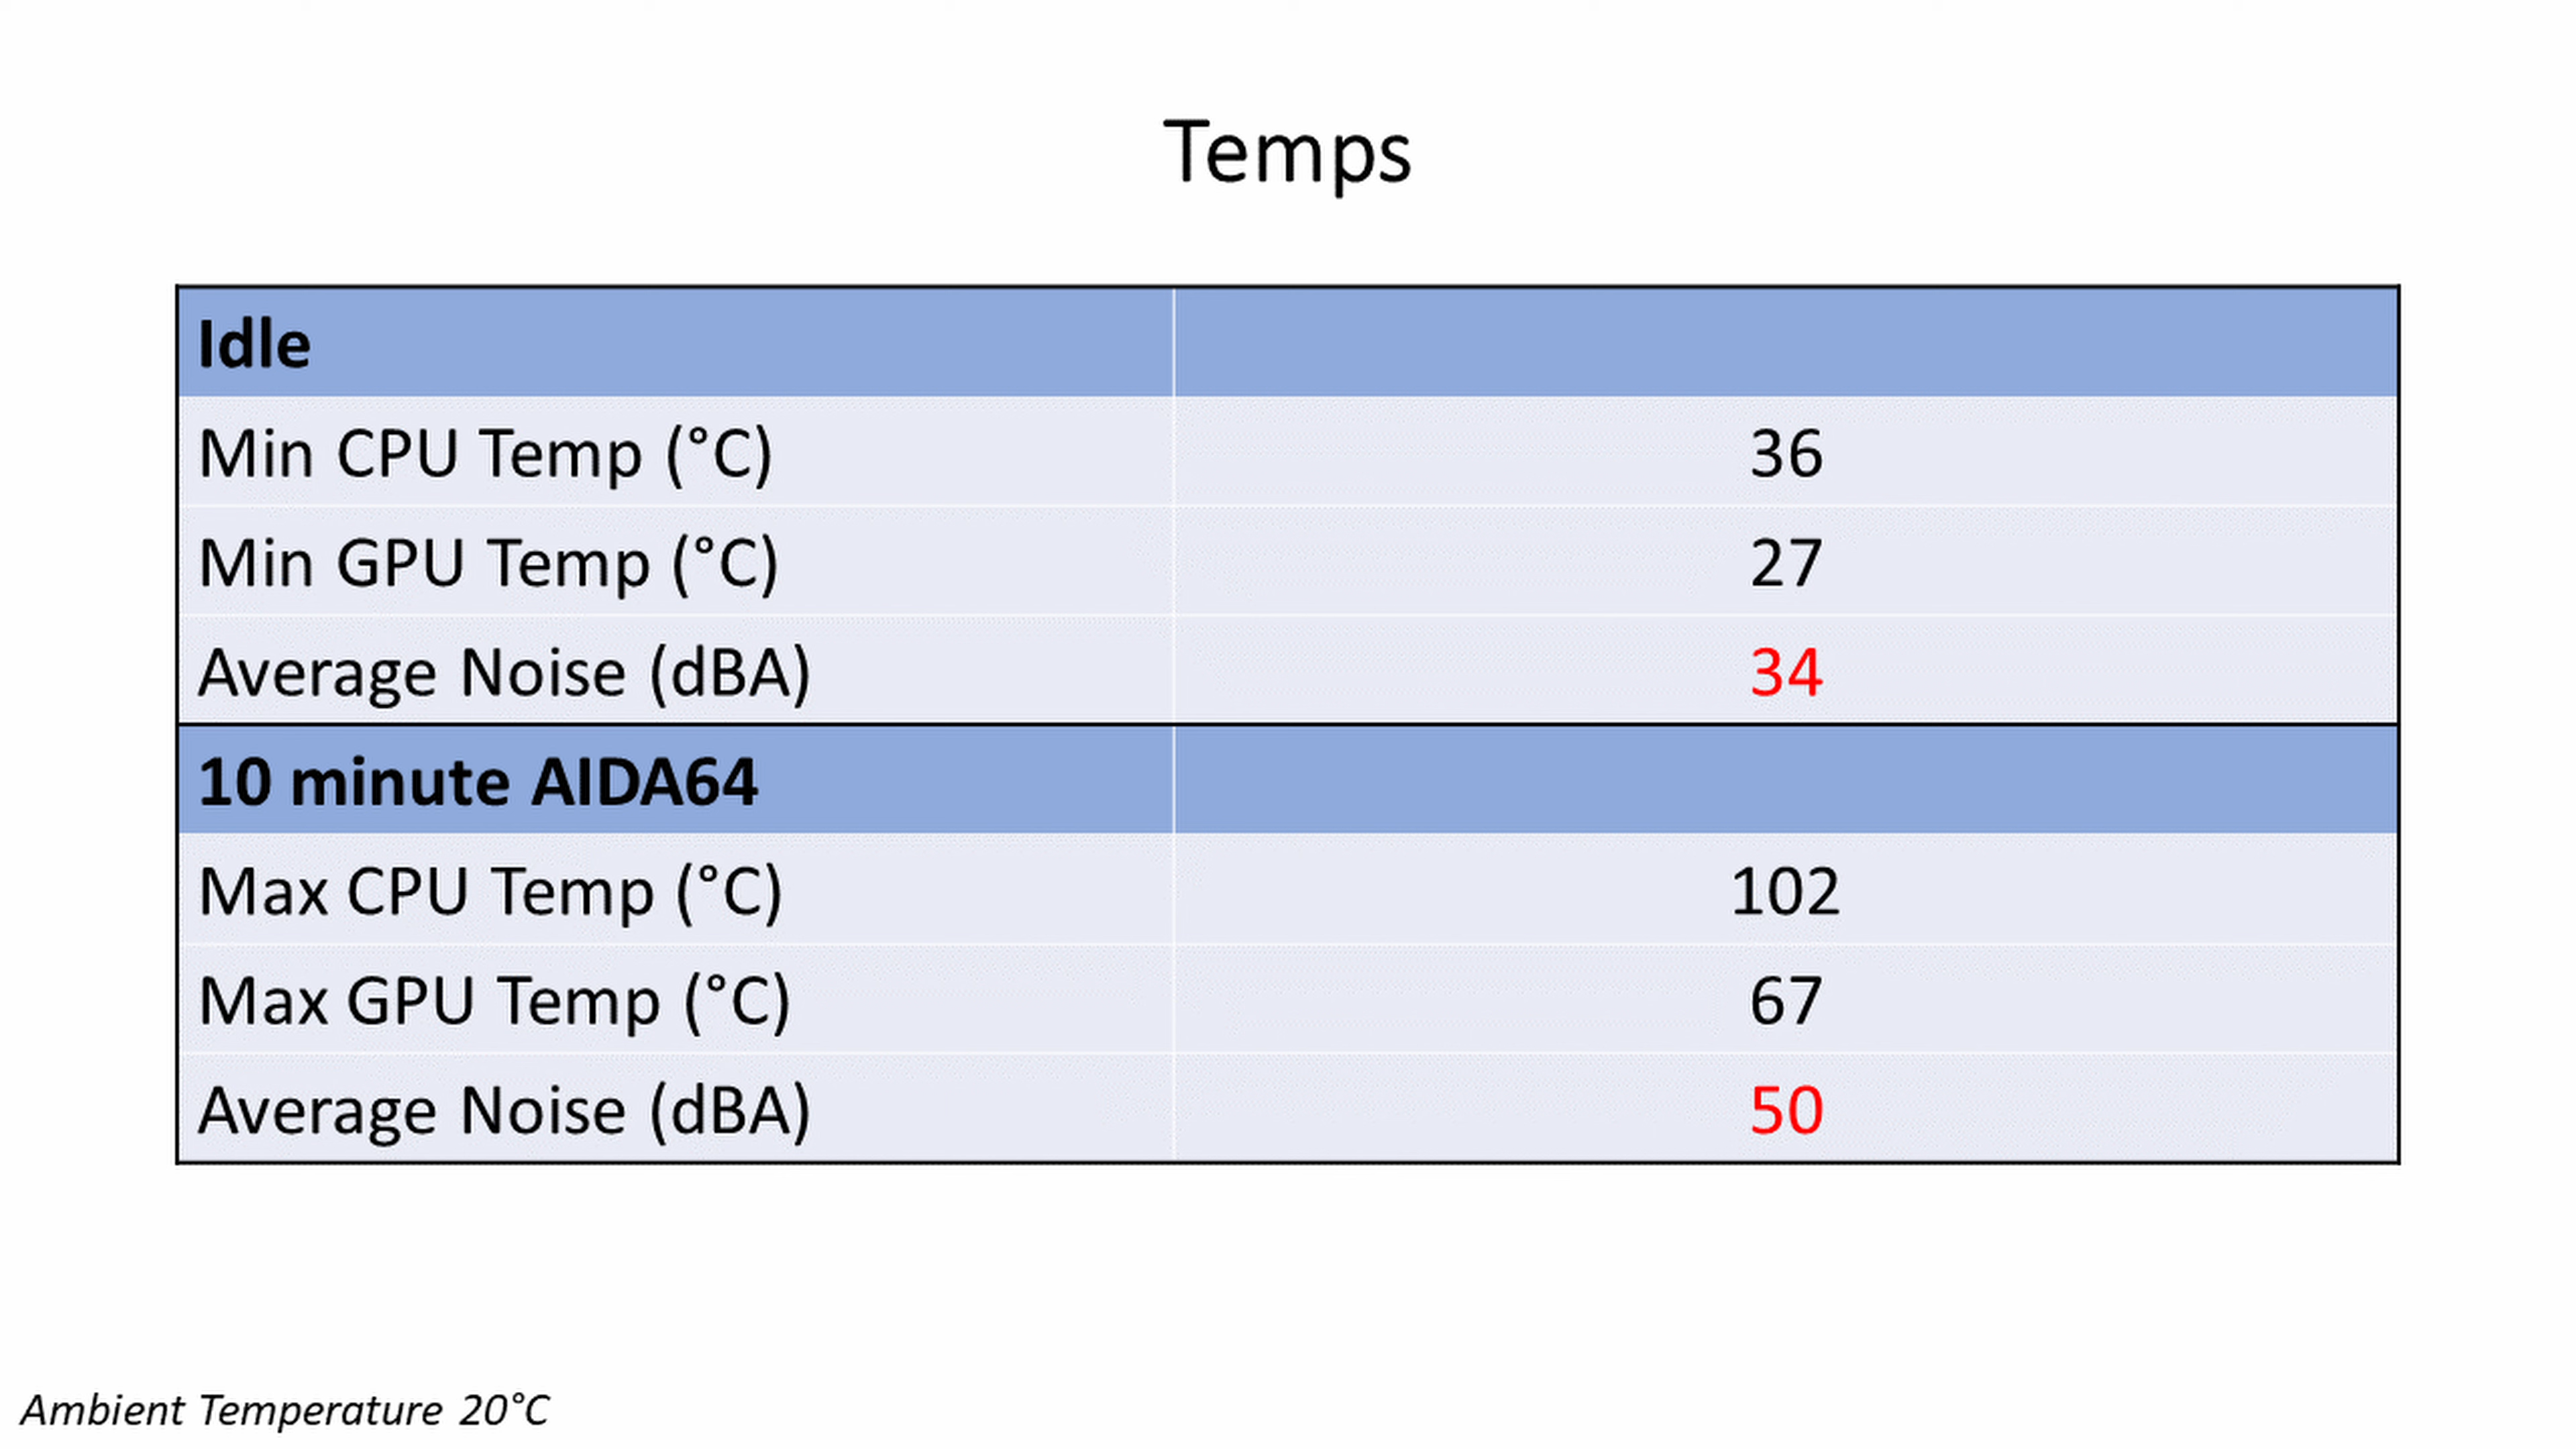 Temps
Idle
Min CPU Temp (°C) 36
Min GPU Temp (°C) 27
Average Noise (dBA) 34
10 minute AIDA64
Max CPU Temp (°C) 102
Max GPU Temp (°C) 67
Average Noise (dBA) 50
Ambient Temperature 20°C